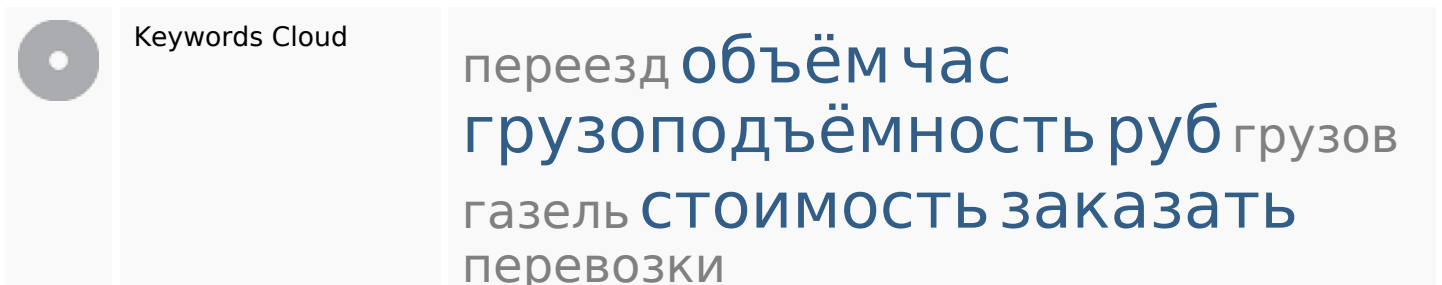 Keywords Cloud
переезд объём час
грузоподъёмность руб грузов
газель стоимость заказать
перевозки